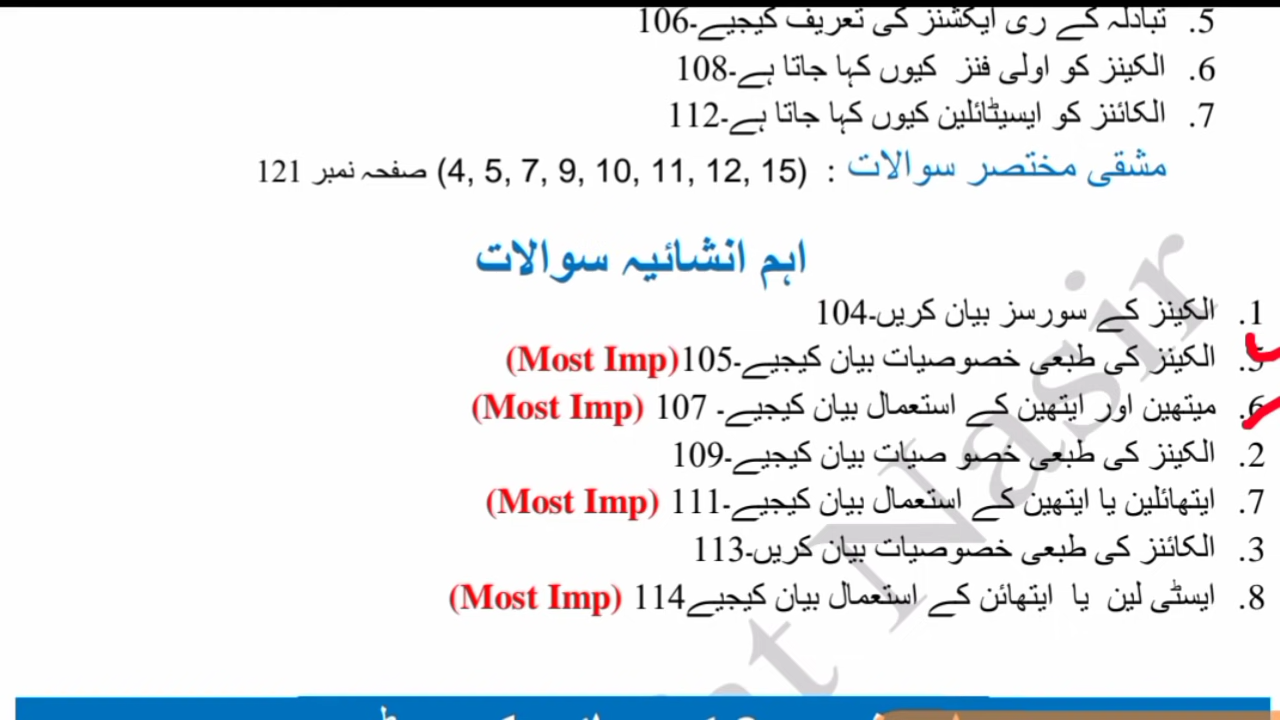 5. تبادلہ کے ری ایکشنز کی تعریف کیجیے۔106
6. الکینز کو اولی فنز کیوں کہا جاتا ہے۔108
7. الکائنز کو ایسیٹائلین کیوں کہا جاتا ہے۔112
مشقی مختصر سوالات : (4, 5, 7, 9, 10, 11, 12, 15) صفحہ نمبر 121
اہم انشائیہ سوالات
1. الکینز کے سورسز بیان کریں۔104
5. الکینز کی طبعی خصوصیات بیان کیجیے۔105(Most Imp)
6. میتھین اور ایتھین کے استعمال بیان کیجیے۔ 107 (Most Imp)
2. الکینز کی طبعی خصو صیات بیان کیجیے۔109
7. ایتھائلین یا ایتھین کے استعمال بیان کیجیے۔111 (Most Imp)
3. الکائنز کی طبعی خصوصیات بیان کریں۔113
8. ایسٹی لین یا ایتھائن کے استعمال بیان کیجیے114 (Most Imp)
Nasir